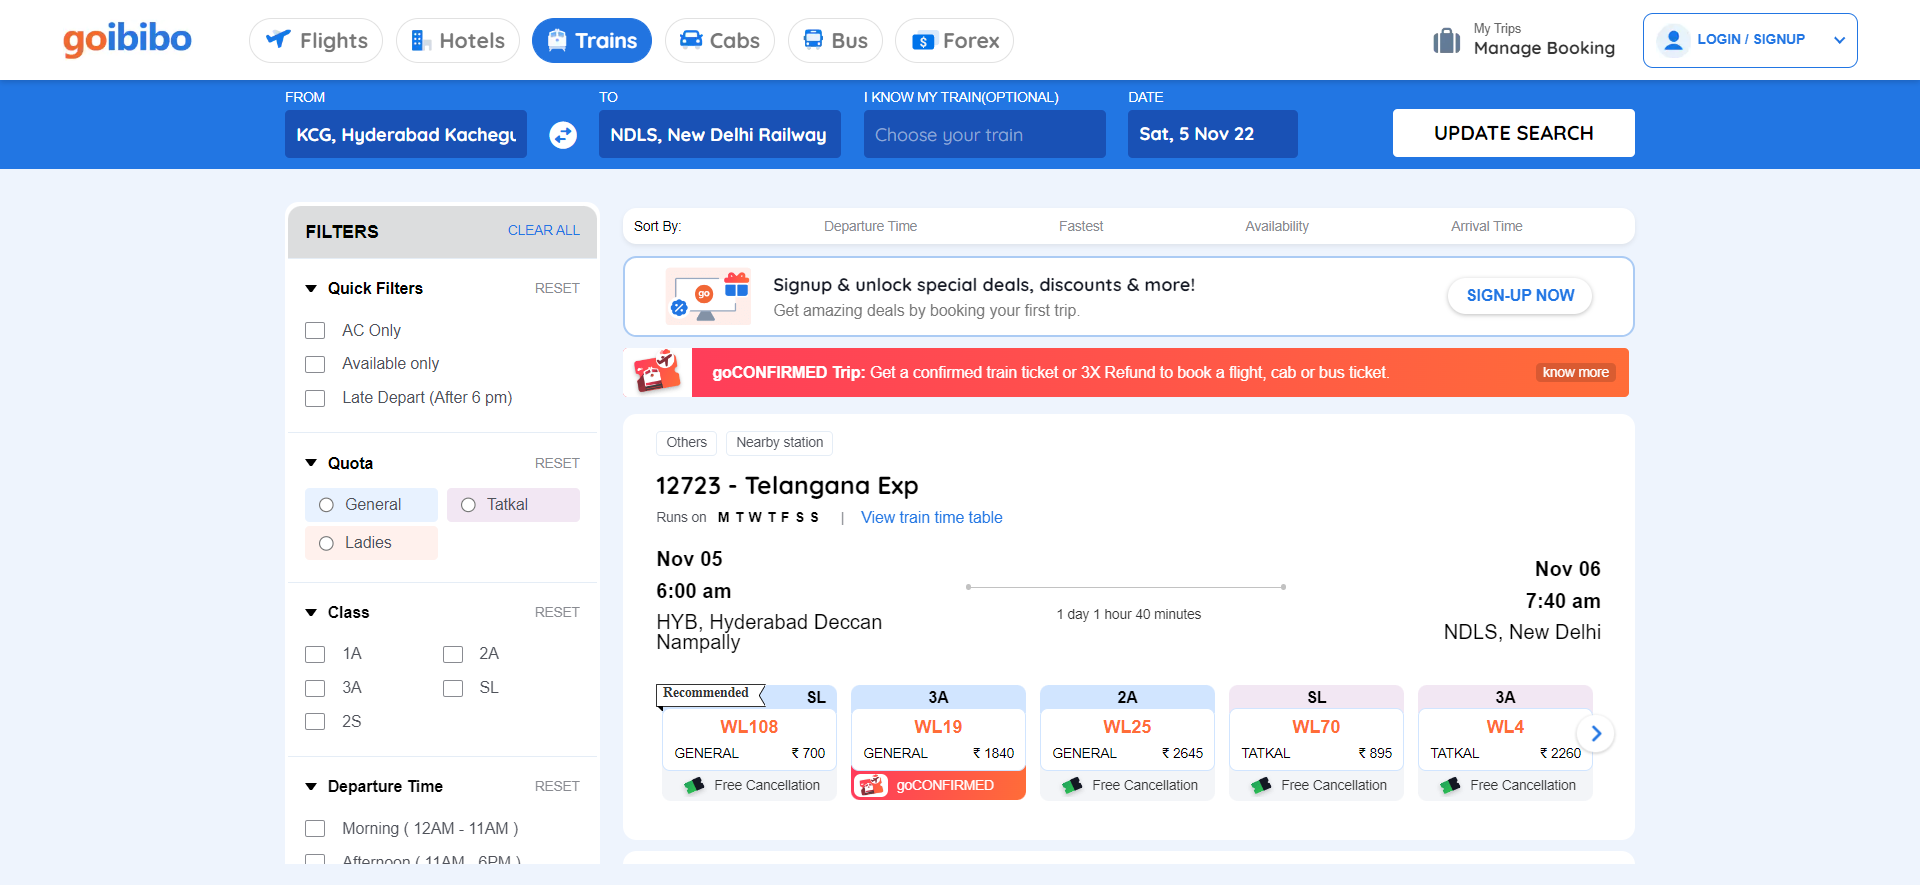 goibibo
Flights
Hotels
Trains
Cabs
Bus
Forex
My Trips
Manage Booking
LOGIN / SIGNUP
FROM
TO
I KNOW MY TRAIN(OPTIONAL)
DATE
KCG, Hyderabad Kachegu
NDLS, New Delhi Railway
Choose your train
Sat, 5 Nov 22
UPDATE SEARCH
FILTERS
CLEAR ALL
Quick Filters
RESET
AC Only
Available only
Late Depart (After 6 pm)
Quota
RESET
General
Tatkal
Ladies
Class
RESET
1A
2A
3A
SL
2S
Departure Time
RESET
Morning ( 12AM - 11AM )
Afternoon ( 11AM - 6PM )
Sort By:
Departure Time
Fastest
Availability
Arrival Time
go
Signup & unlock special deals, discounts & more!
Get amazing deals by booking your first trip.
SIGN-UP NOW
goCONFIRMED Trip: Get a confirmed train ticket or 3X Refund to book a flight, cab or bus ticket.
know more
Others
Nearby station
12723 - Telangana Exp
Runs on M T W T F S S | View train time table
Nov 05
6:00 am
HYB, Hyderabad Deccan
Nampally
1 day 1 hour 40 minutes
Nov 06
7:40 am
NDLS, New Delhi
Recommended
SL
WL108
GENERAL ₹ 700
Free Cancellation
3A
WL19
GENERAL ₹ 1840
goCONFIRMED
2A
WL25
GENERAL ₹ 2645
Free Cancellation
SL
WL70
TATKAL ₹ 895
Free Cancellation
3A
WL4
TATKAL ₹ 2260
Free Cancellation